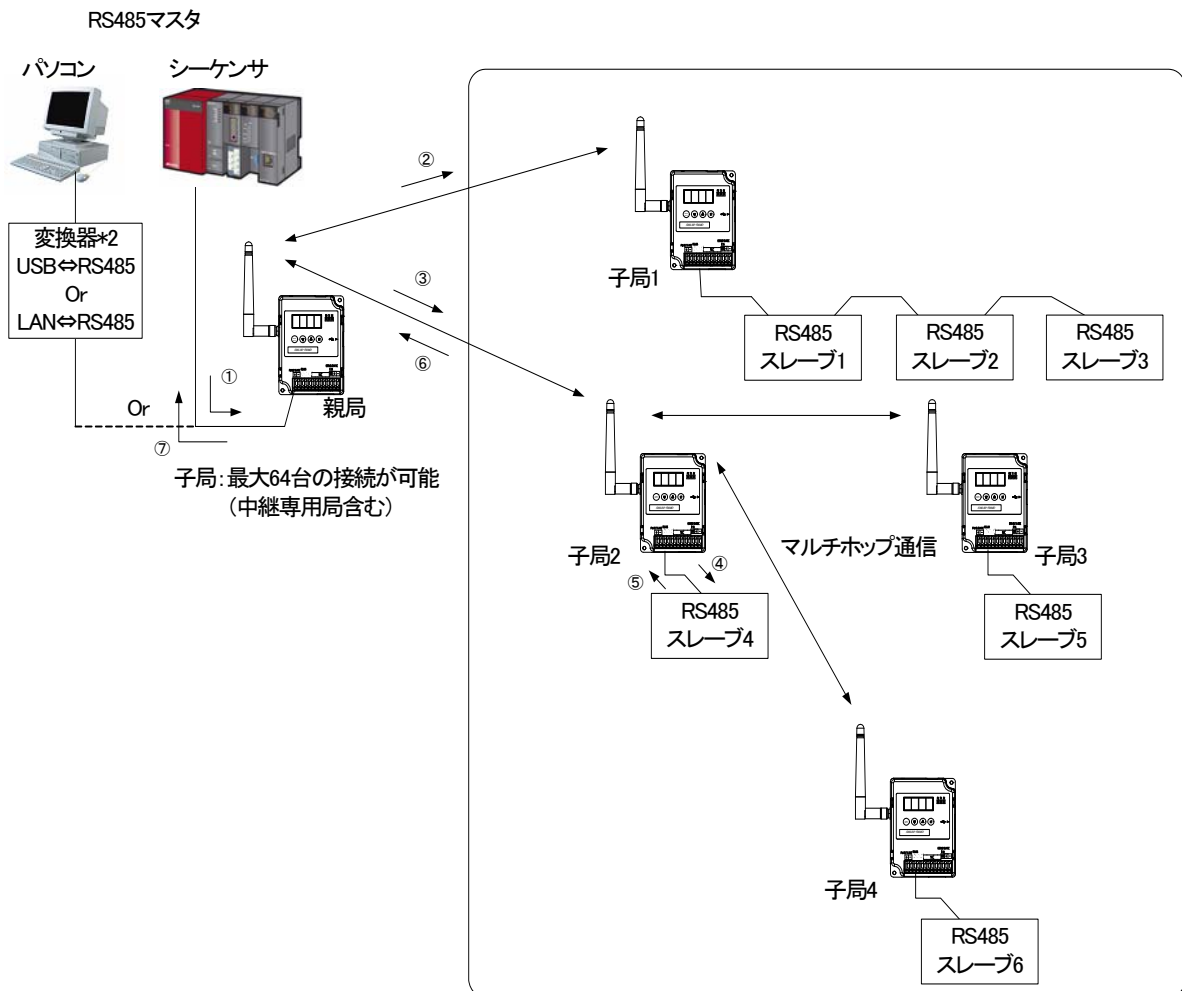 RS485マスタ
パソコン
シーケンサ
変換器*2
USB⇔RS485
Or
LAN⇔RS485
Or
①
⑦
親局
子局:最大64台の接続が可能
(中継専用局含む)
②
③
⑥
子局1
RS485
スレーブ1
RS485
スレーブ2
RS485
スレーブ3
子局2
④
⑤
RS485
スレーブ4
マルチホップ通信
子局3
RS485
スレーブ5
子局4
RS485
スレーブ6